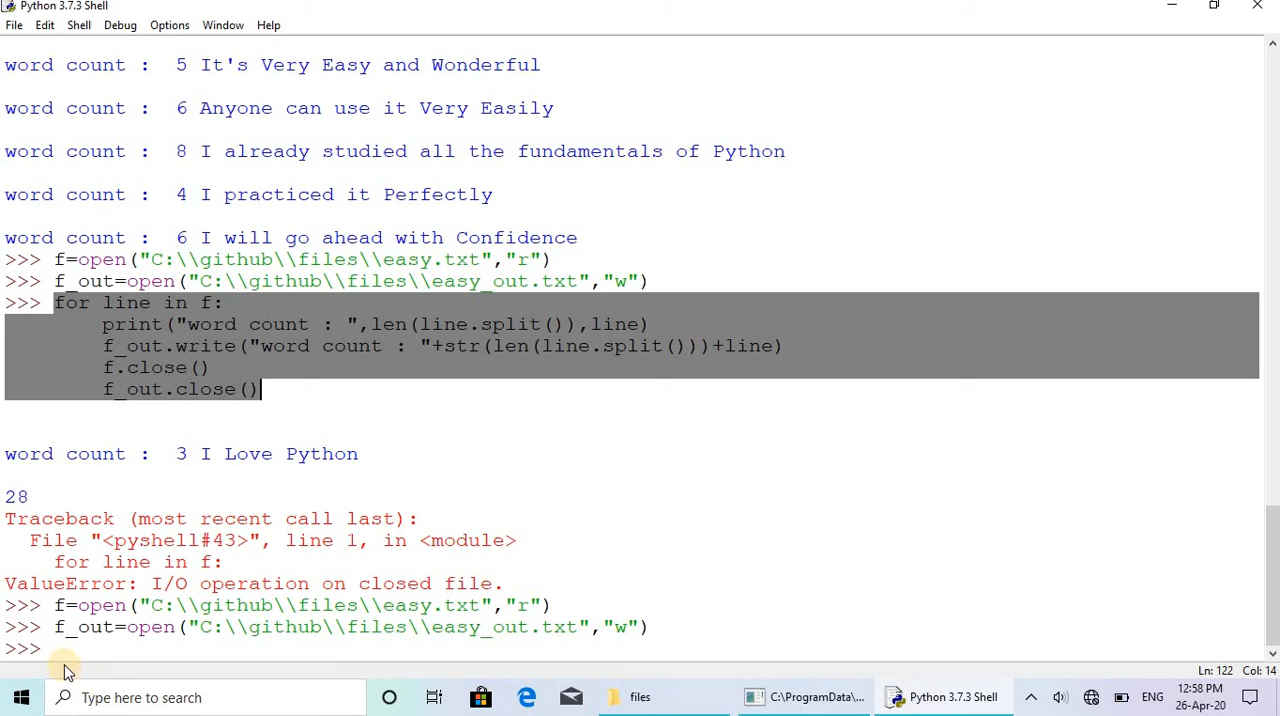 Python 3.7.3 Shell
File Edit Shell Debug Options Window Help
word count :  5 It's Very Easy and Wonderful
word count :  6 Anyone can use it Very Easily
word count :  8 I already studied all the fundamentals of Python
word count :  4 I practiced it Perfectly
word count :  6 I will go ahead with Confidence
>>> f=open("C:\\github\\files\\easy.txt","r")
>>> f_out=open("C:\\github\\files\\easy_out.txt","w")
>>> for line in f:
        print("word count : ",len(line.split()),line)
        f_out.write("word count : "+str(len(line.split()))+line)
        f.close()
        f_out.close()
word count :  3 I Love Python
28
Traceback (most recent call last):
  File "<pyshell#43>", line 1, in <module>
    for line in f:
ValueError: I/O operation on closed file.
>>> f=open("C:\\github\\files\\easy.txt","r")
>>> f_out=open("C:\\github\\files\\easy_out.txt","w")
>>>
Ln: 122 Col: 14
Type here to search files C:\ProgramData\... Python 3.7.3 Shell ENG 12:58 PM
26-Apr-20